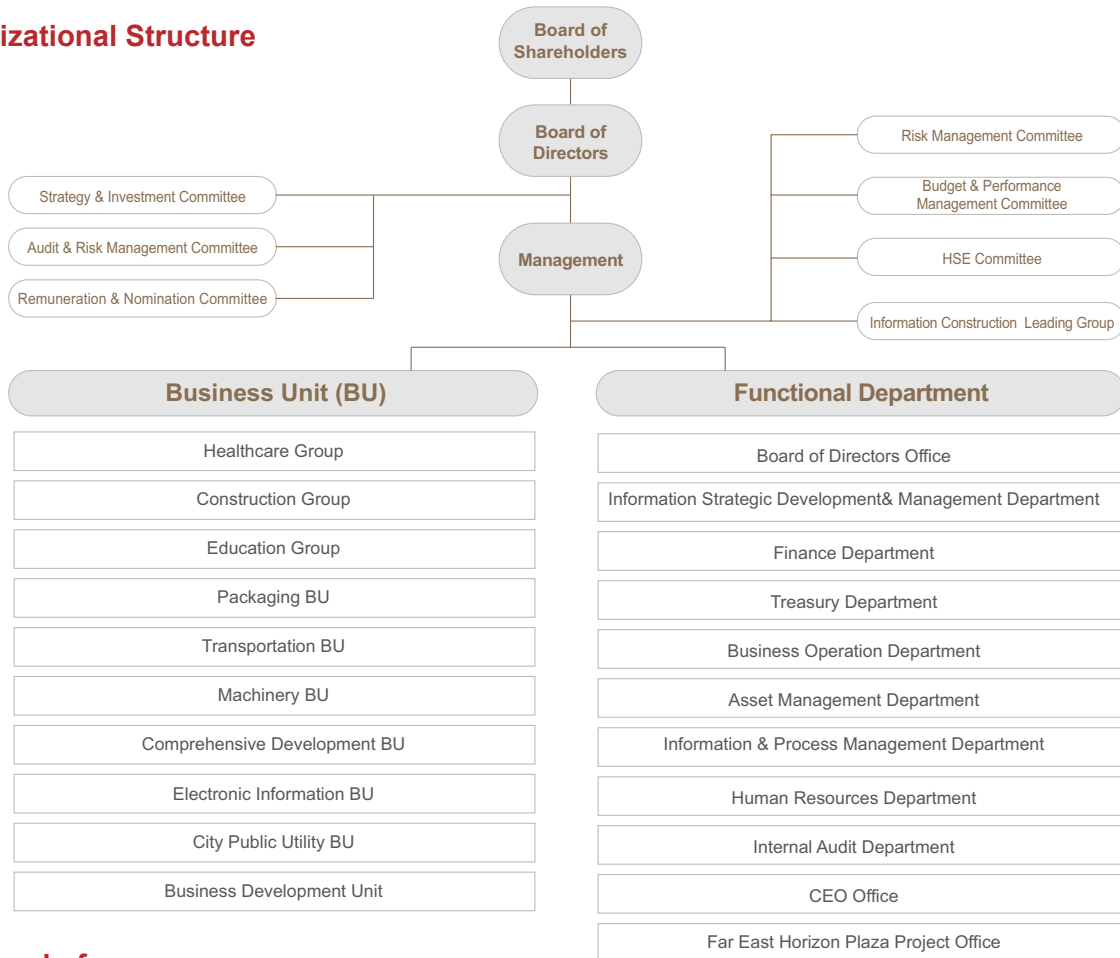 izational Structure
Board of
Shareholders
Board of
Directors
Management
Strategy & Investment Committee
Audit & Risk Management Committee
Remuneration & Nomination Committee
Risk Management Committee
Budget & Performance
Management Committee
HSE Committee
Information Construction Leading Group
Business Unit (BU)
Healthcare Group
Construction Group
Education Group
Packaging BU
Transportation BU
Machinery BU
Comprehensive Development BU
Electronic Information BU
City Public Utility BU
Business Development Unit
Functional Department
Board of Directors Office
Information Strategic Development& Management Department
Finance Department
Treasury Department
Business Operation Department
Asset Management Department
Information & Process Management Department
Human Resources Department
Internal Audit Department
CEO Office
Far East Horizon Plaza Project Office